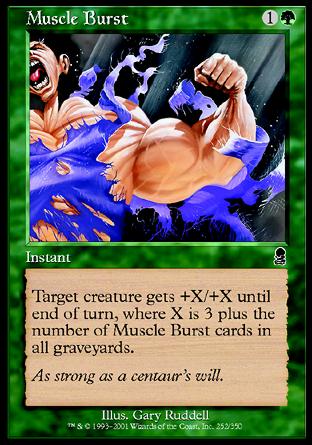 Muscle Burst 1
Instant
Target creature gets +X/+X until
end of turn, where X is 3 plus the
number of Muscle Burst cards in
all graveyards.
As strong as a centaur's will.
Illus. Gary Ruddell
™ & © 1993–2001 Wizards of the Coast, Inc. 252/350